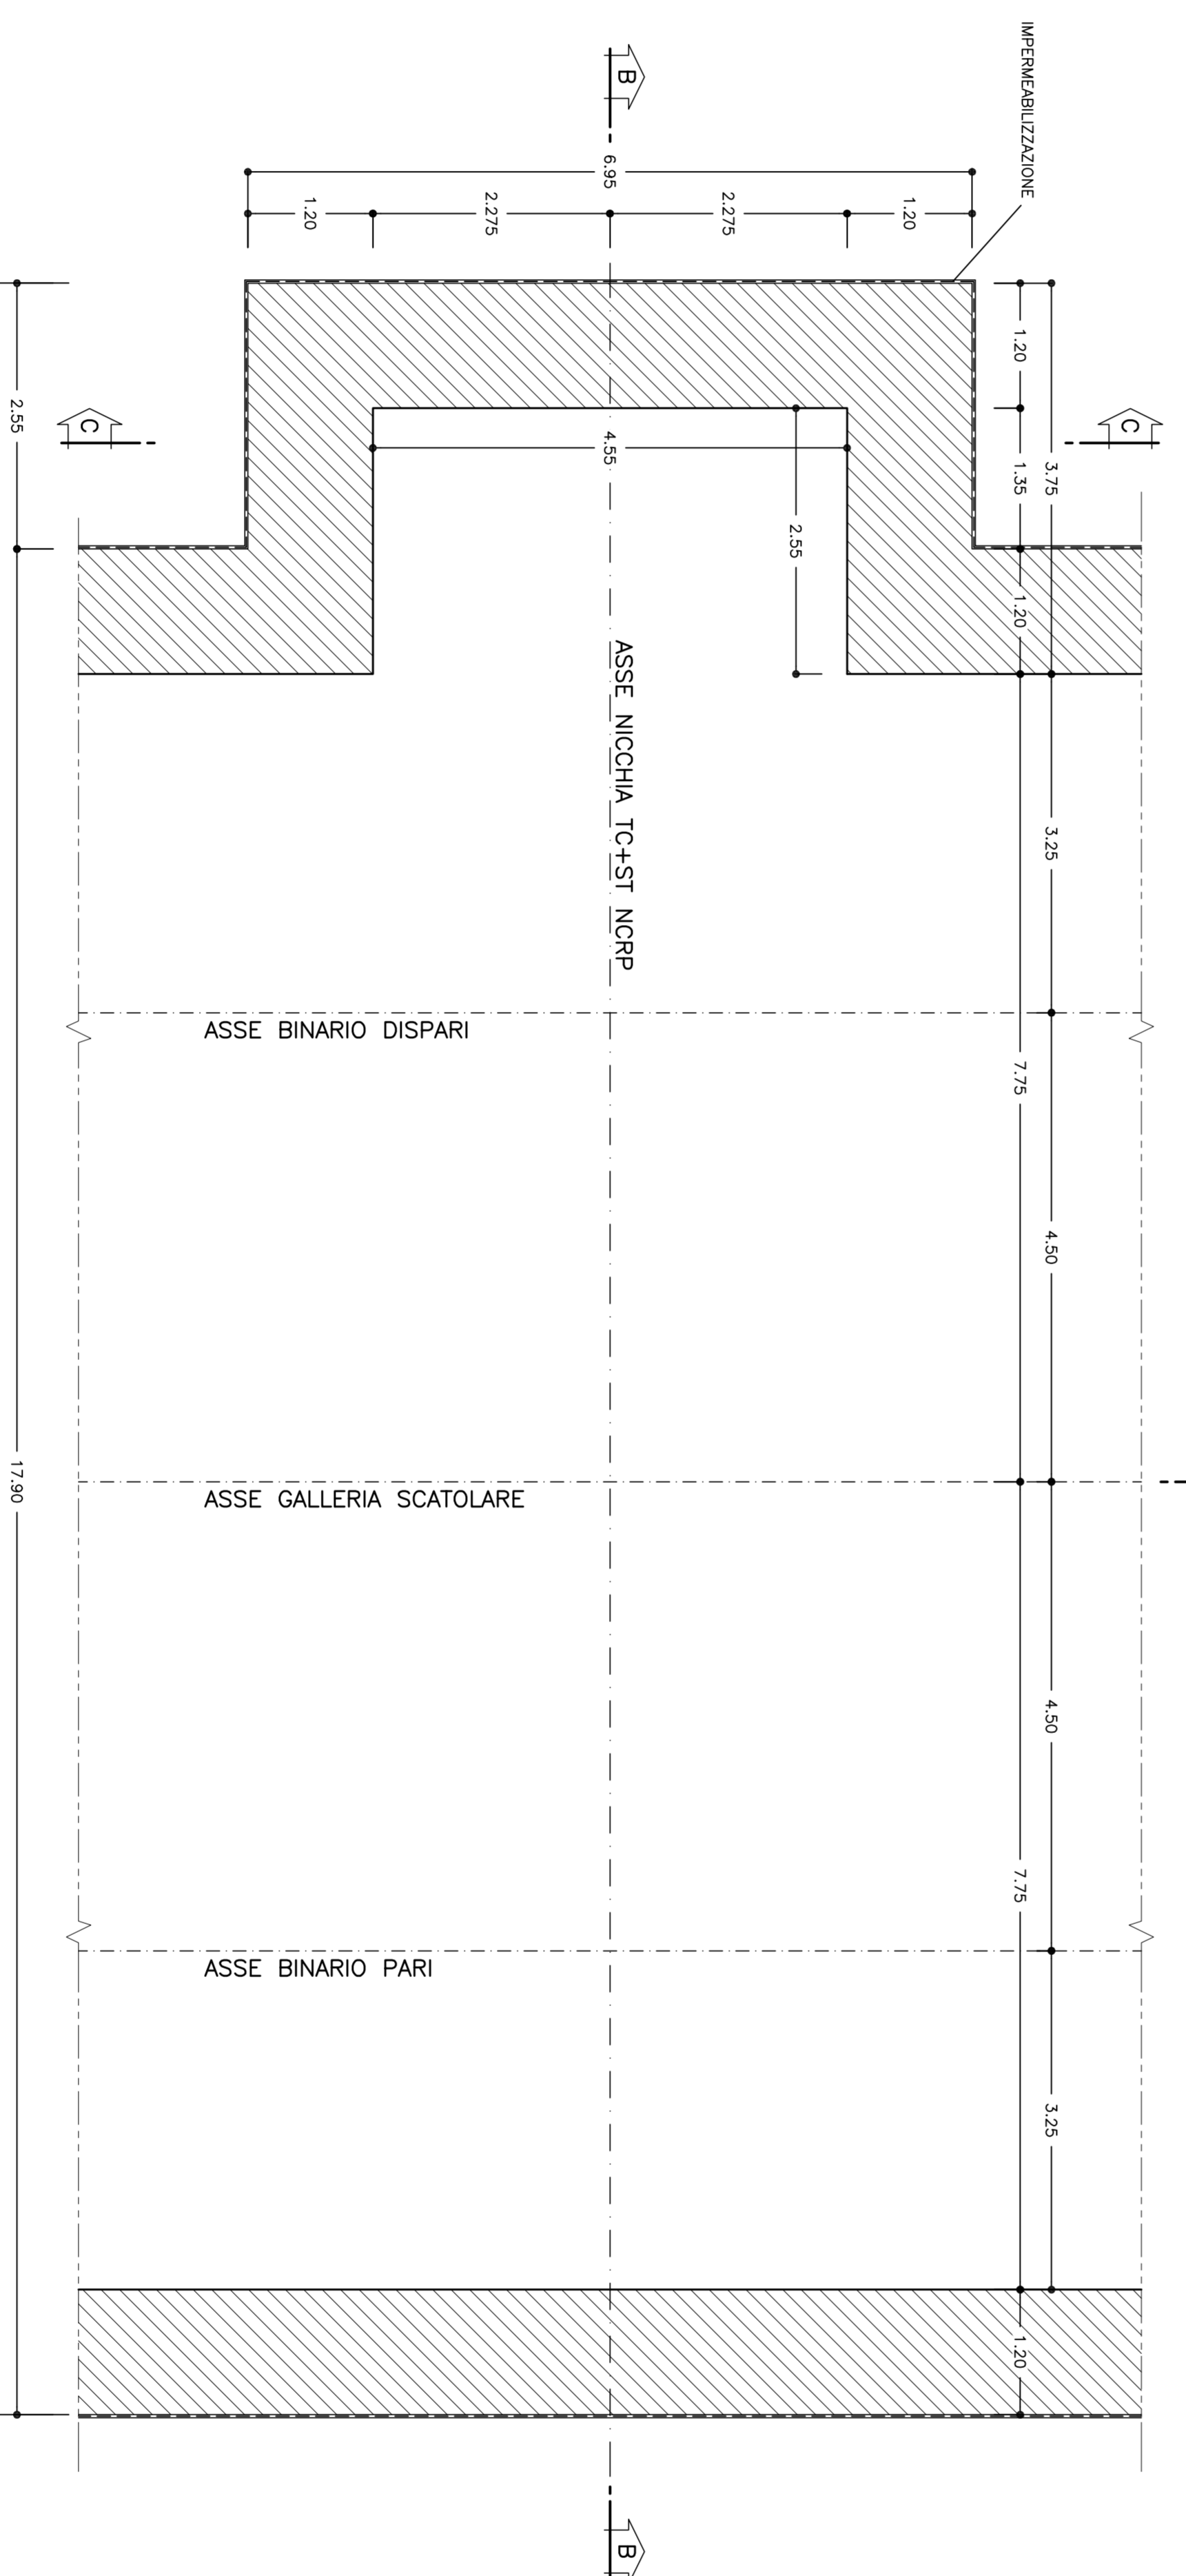 IMPERMEABILIZZAZIONE
B
6.95
1.20
2.275
2.275
1.20
1.20
3.75
1.35
1.20
C
C
2.55
4.55
2.55
ASSE NICCHIA TC+ST NCRP
3.25
ASSE BINARIO DISPARI
7.75
4.50
17.90
ASSE GALLERIA SCATOLARE
4.50
7.75
ASSE BINARIO PARI
3.25
1.20
B